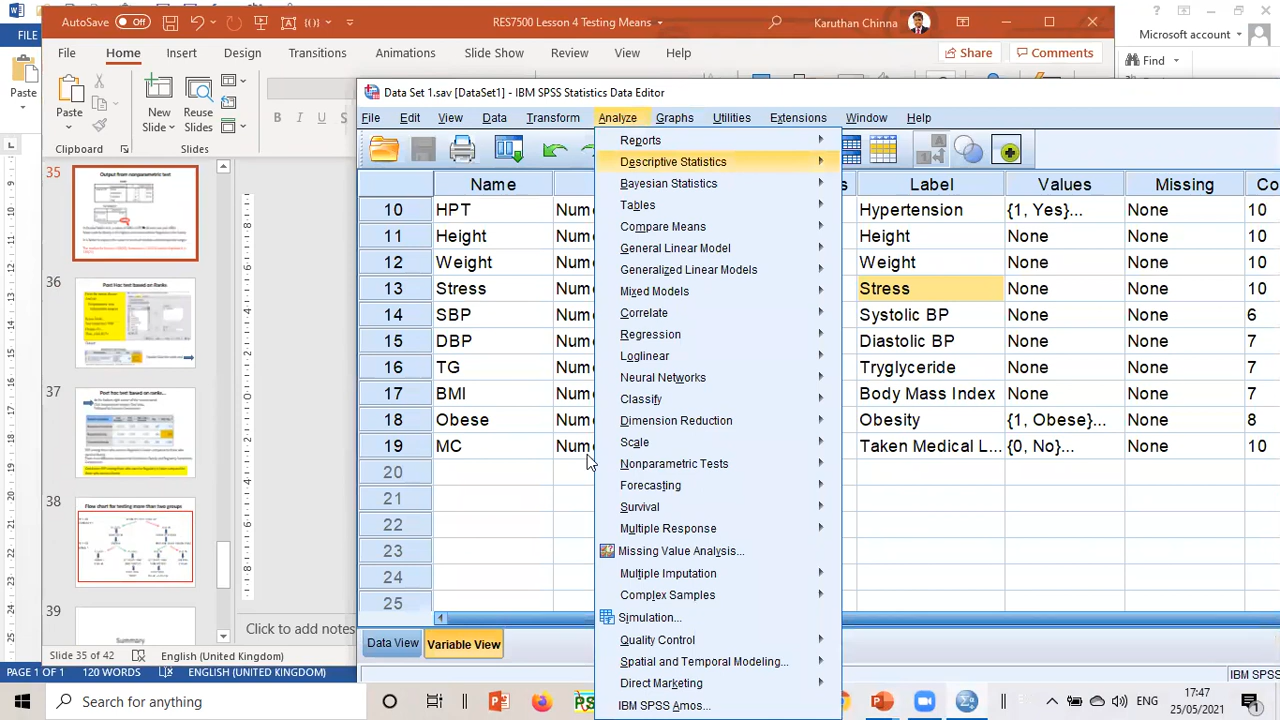 AutoSave Off
RES7500 Lesson 4 Testing Means
Karuthan Chinna
Microsoft account
FILE
File Home Insert Design Transitions Animations Slide Show Review View Help
Share
Comments
Find
Paste
Paste
New
Slide
Reuse
Slides
Clipboard
B I
Data Set 1.sav [DataSet1] - IBM SPSS Statistics Data Editor
File Edit View Data Transform Analyze Graphs Utilities Extensions Window Help
Name Label Values Missing
10 HPT Hypertension {1, Yes}... None 10
11 Height Height None None 10
12 Weight Weight None None 10
13 Stress Stress None None 10
14 SBP Systolic BP None None 6
15 DBP Diastolic BP None None 7
16 TG Tryglyceride None None 7
17 BMI Body Mass Index None None 7
18 Obese Obesity {1, Obese}... None 8
19 MC Taken Medical L... {0, No}... None 10
20
21
22
23
24
25
Reports
Descriptive Statistics
Bayesian Statistics
Tables
Compare Means
General Linear Model
Generalized Linear Models
Mixed Models
Correlate
Regression
Loglinear
Neural Networks
Classify
Dimension Reduction
Scale
Nonparametric Tests
Forecasting
Survival
Multiple Response
Missing Value Analysis...
Multiple Imputation
Complex Samples
Simulation...
Quality Control
Spatial and Temporal Modeling...
Direct Marketing
IBM SPSS Amos...
Data View Variable View
35
Output from nonparametric test
36
Post Hoc test based on Ranks
37
Post hoc test based on Ranks
38
Flow chart for testing more than two groups
39
Summary
Click to add notes
Slide 35 of 42 English (United Kingdom)
PAGE 1 OF 1 120 WORDS ENGLISH (UNITED KINGDOM)
IBM SPS
Search for anything
17:47
25/05/2021